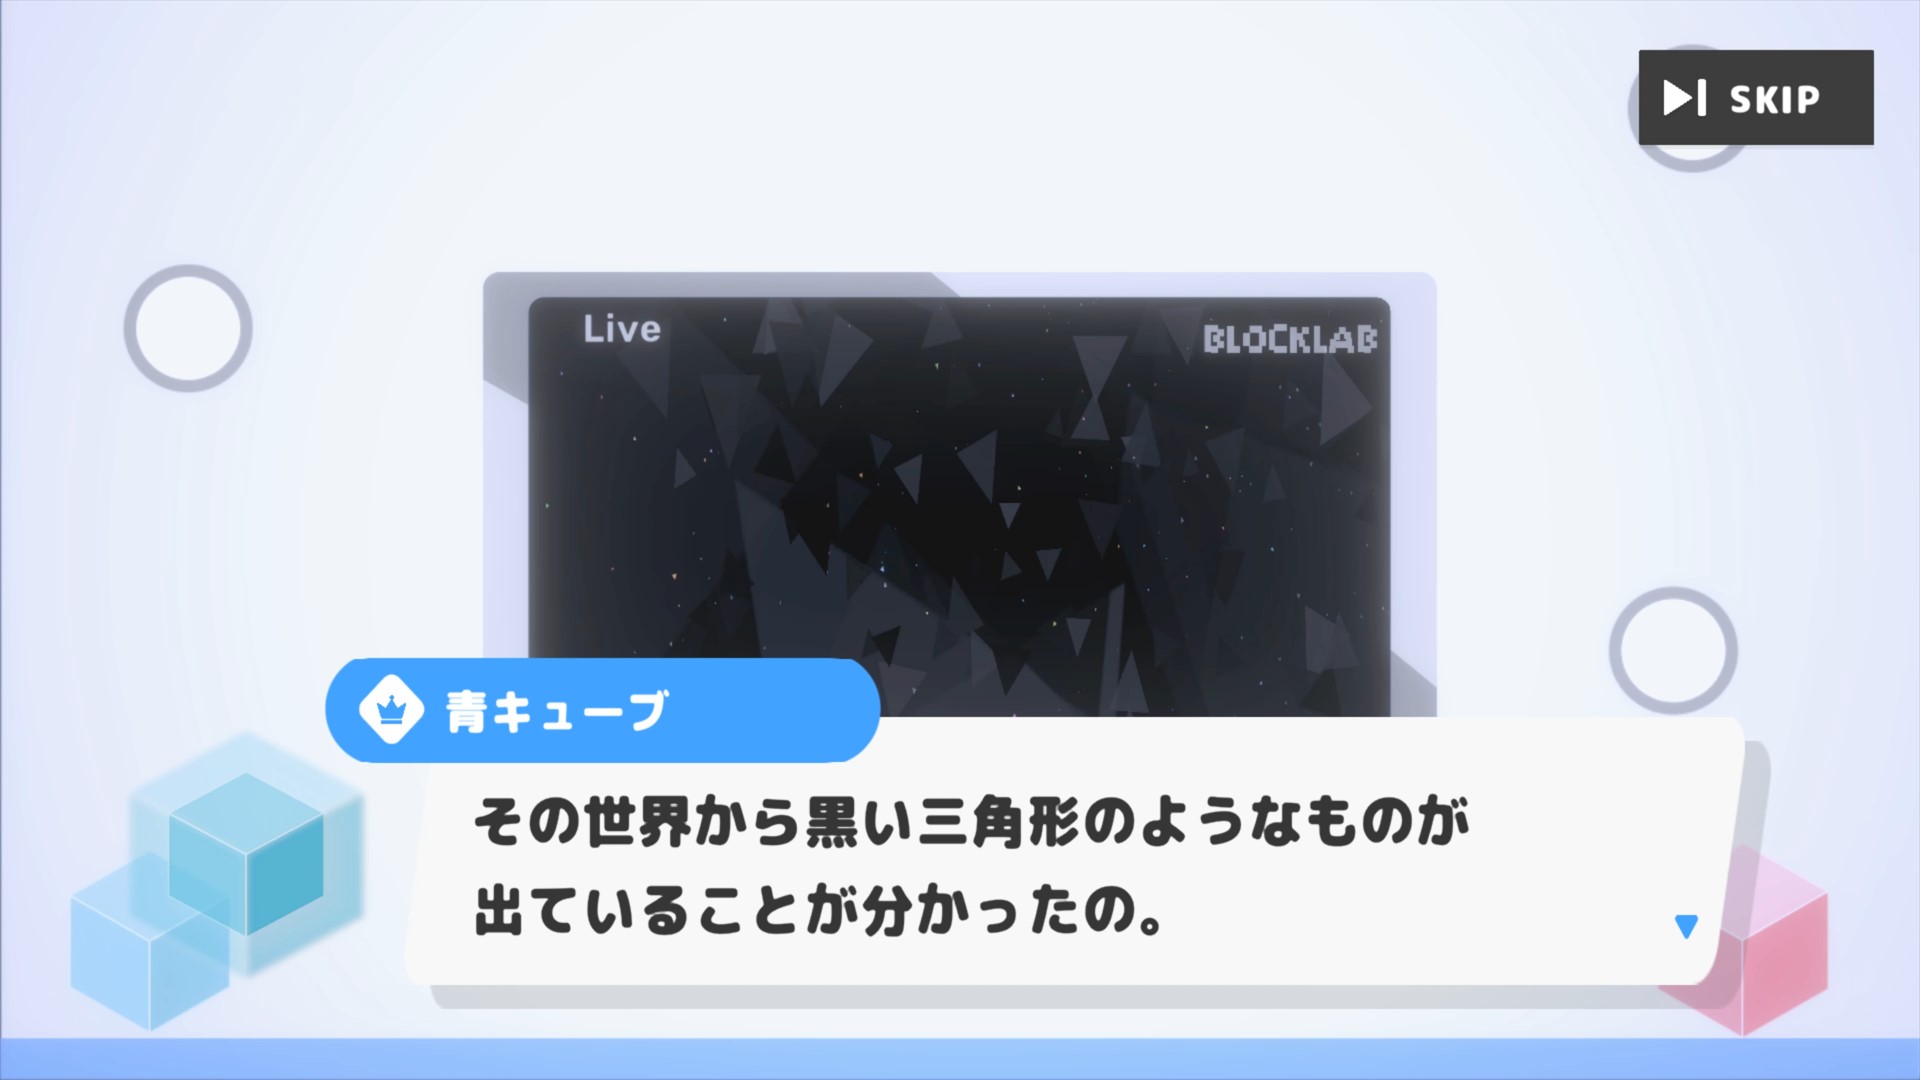 SKIP
Live
BLOCKLAB
青キューブ
その世界から黒い三角形のようなものが
出ていることが分かったの。